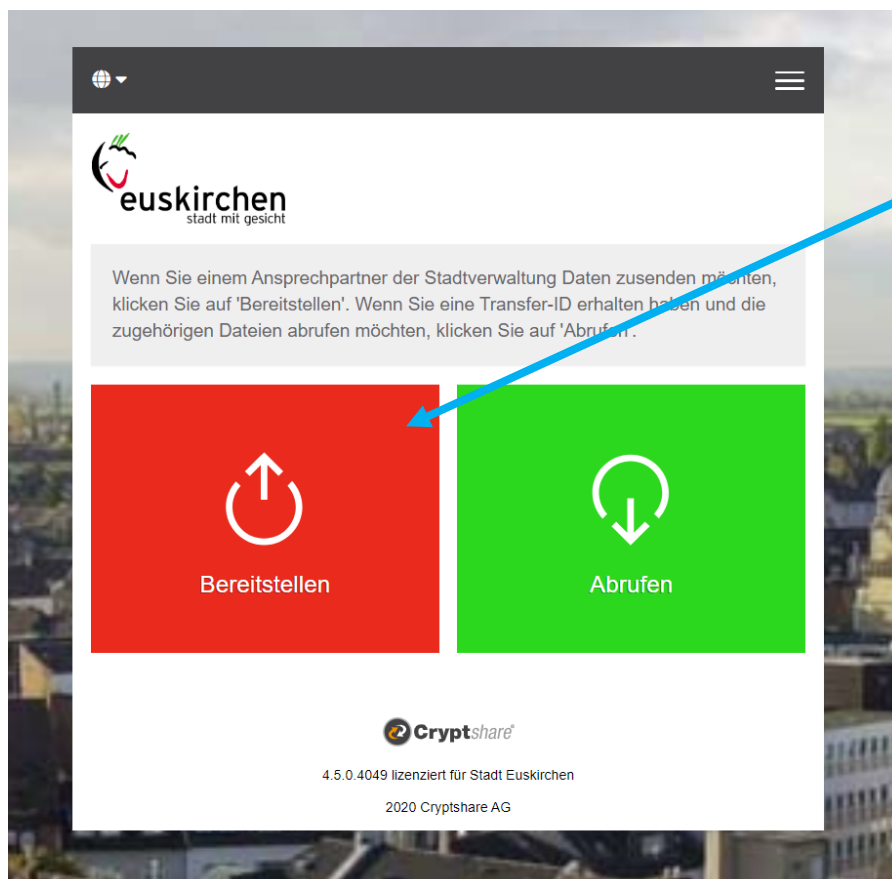 euskirchen
stadt mit gesicht
Wenn Sie einem Ansprechpartner der Stadtverwaltung Daten zusenden möchten,
klicken Sie auf 'Bereitstellen'. Wenn Sie eine Transfer-ID erhalten haben und die
zugehörigen Dateien abrufen möchten, klicken Sie auf 'Abrufen'.
Bereitstellen
Abrufen
Cryptshare®
4.5.0.4049 lizenziert für Stadt Euskirchen
2020 Cryptshare AG